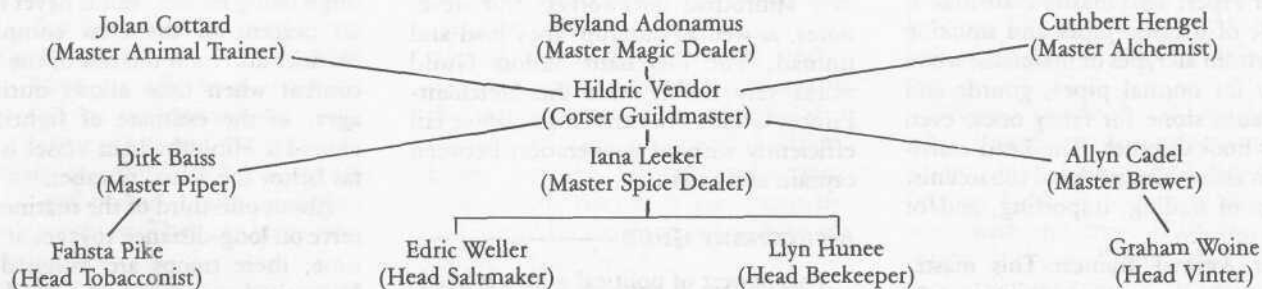 Jolan Cottard
(Master Animal Trainer)
Beyland Adonamus
(Master Magic Dealer)
Cuthbert Hengel
(Master Alchemist)
Hildric Vendor
(Corser Guildmaster)
Dirk Baiss
(Master Piper)
Iana Leeker
(Master Spice Dealer)
Allyn Cadel
(Master Brewer)
Fansta Pike
(Head Tobacconist)
Edric Weller
(Head Saltmaker)
Llyn Hunee
(Head Beekeeper)
Graham Woine
(Head Vinter)